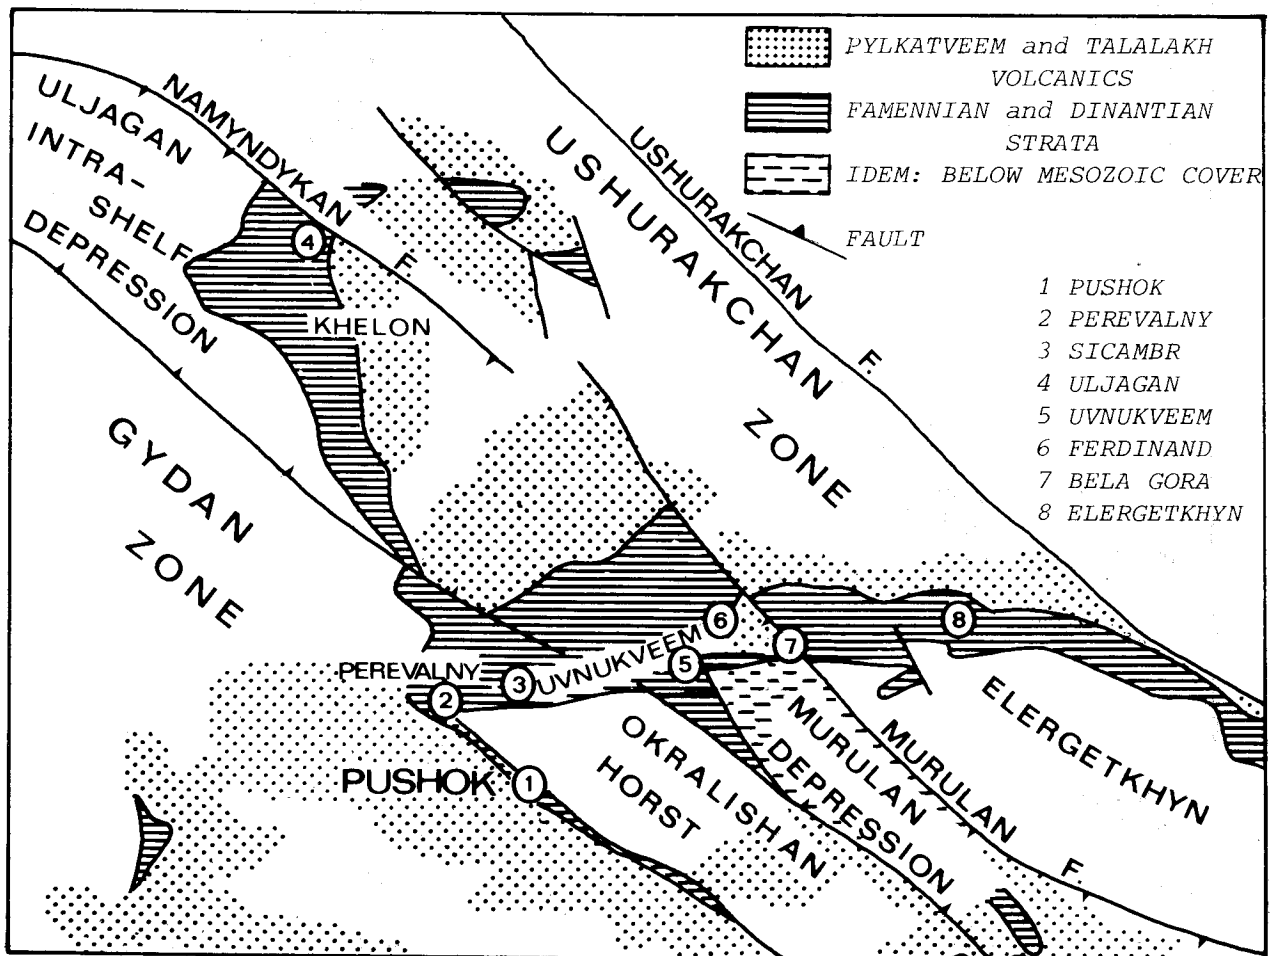 PYLKATVEEM and TALALAKH
VOLCANICS
FAMENNIAN and DINANTIAN
STRATA
IDEM: BELOW MESOZOIC COVER
FAULT
1 PUSHOK
2 PEREVALNY
3 SICAMBR
4 ULJAGAN
5 UVNUKVEEM
6 FERDINAND
7 BELA GORA
8 ELERGETKHYN
ULJAGAN
INTRA-
SHELF
DEPRESSION
NAMYNDYKAN F.
USHURAKCHAN F.
USHURAKCHAN
ZONE
4
KHELON
GYDAN
ZONE
6
8
7
UVNUKVEEM
5
PEREVALNY
3
2
PUSHOK
1
OKRALISHAN
HORST
MURULAN
DEPRESSION
MURULAN F.
ELERGETKHYN